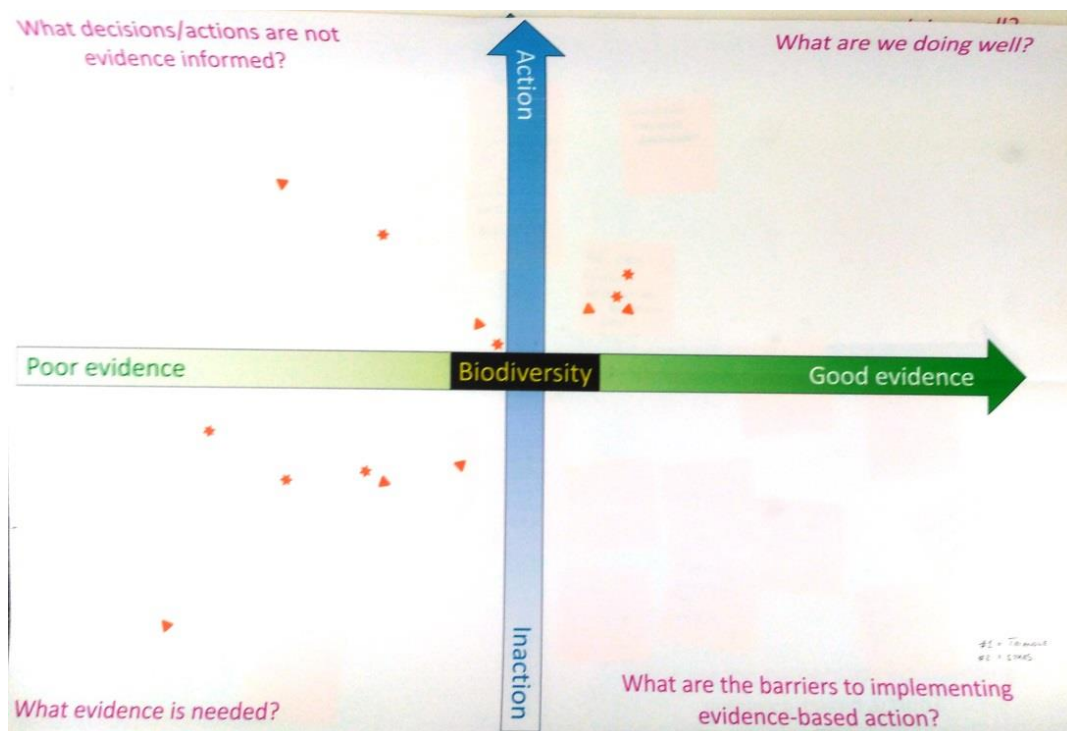 What decisions/actions are not
evidence informed?
What are we doing well?
Action
Poor evidence
Biodiversity
Good evidence
Inaction
What evidence is needed?
What are the barriers to implementing
evidence-based action?